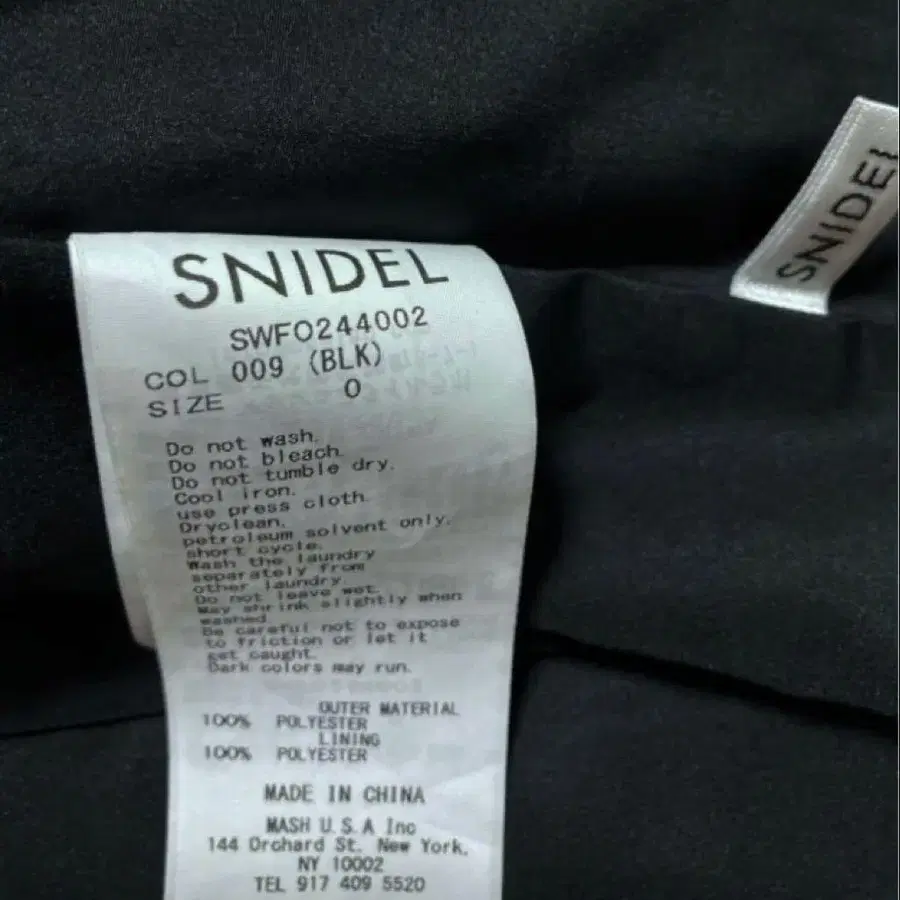 SNIDEL
SWFO244002
COL 009 (BLK)
SIZE 0
Do not wash.
Do not bleach.
Do not tumble dry.
Cool iron.
use press cloth.
Dryclean.
petroleum solvent only.
short cycle.
Wash the laundry
separately from
other laundry.
Do not leave wet.
May shrink slightly when
washed.
Be careful not to expose
to friction or let it
get caught.
Dark colors may run.
OUTER MATERIAL
100% POLYESTER
LINING
100% POLYESTER
MADE IN CHINA
MASH U.S.A Inc
144 Orchard St. New York,
NY 10002
TEL 917 409 5520
SNIDEL